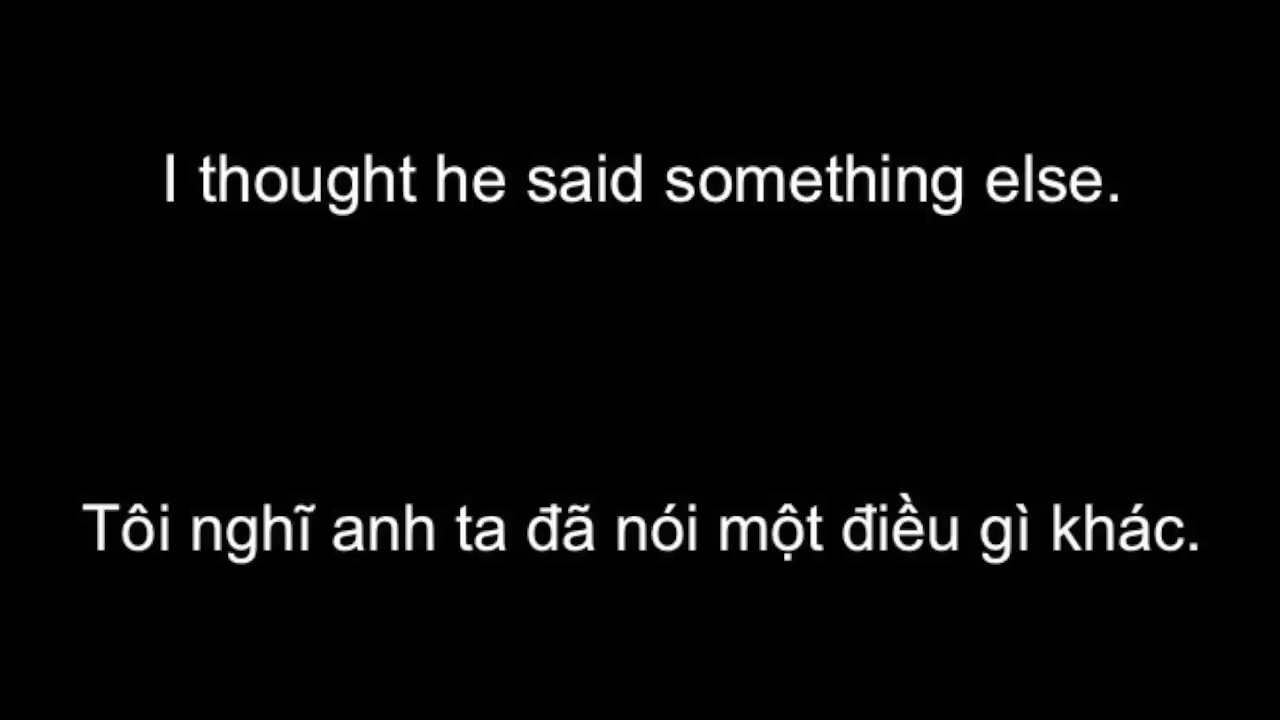 I thought he said something else.
Tôi nghĩ anh ta đã nói một điều gì khác.